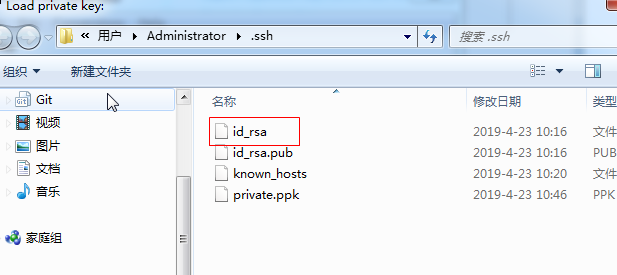 Load private key:
« 用户 Administrator .ssh 搜索 .ssh
组织 新建文件夹
Git
视频
图片
文档
音乐
家庭组
名称 修改日期 类型
id_rsa 2019-4-23 10:16 文件
id_rsa.pub 2019-4-23 10:16 PUB
known_hosts 2019-4-23 10:20 文件
private.ppk 2019-4-23 10:46 PPK